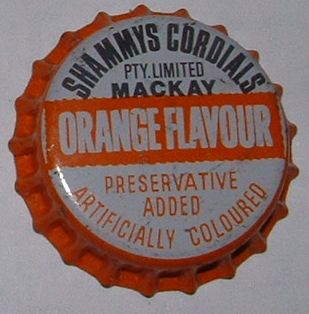 SHAMMYS CORDIALS
PTY. LIMITED
MACKAY
ORANGE FLAVOUR
PRESERVATIVE
ADDED
ARTIFICIALLY COLOURED